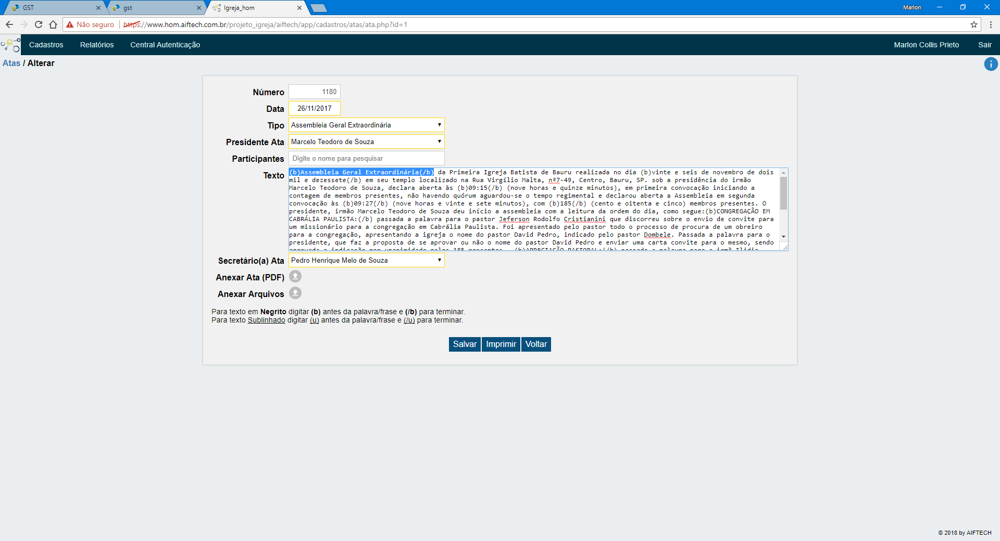 GST
gst
Igreja_hom
Marlon
Não seguro
https://www.hom.aiftech.com.br/projeto_igreja/aiftech/app/cadastros/atas/ata.php?id=1
Cadastros Relatórios Central Autenticação Marlon Collis Prieto Sair
Atas / Alterar
Número 1180
Data 26/11/2017
Tipo Assembleia Geral Extraordinária
Presidente Ata Marcelo Teodoro de Souza
Participantes Digite o nome para pesquisar
Texto
(b)Assembleia Geral Extraordinária(/b) da Primeira Igreja Batista de Bauru realizada no dia (b)vinte e seis de novembro de dois
mil e dezessete(/b) em seu templo localizado na Rua Virgílio Malta, nº7-49, Centro, Bauru, SP. sob a presidência do irmão
Marcelo Teodoro de Souza, declara aberta às (b)09:15(/b) (nove horas e quinze minutos), em primeira convocação iniciando a
contagem de membros presentes, não havendo quórum aguardou-se o tempo regimental e declarou aberta a Assembleia em segunda
convocação às (b)09:27(/b) (nove horas e vinte e sete minutos), com (b)185(/b) (cento e oitenta e cinco) membros presentes. O
presidente, irmão Marcelo Teodoro de Souza deu início a assembleia com a leitura da ordem do dia, como segue:(b)CONGREGAÇÃO EM
CABRÁLIA PAULISTA:(/b) passada a palavra para o pastor Jeferson Rodolfo Cristianini que discorreu sobre o envio de convite para
um missionário para a congregação em Cabrália Paulista. Foi apresentado pelo pastor todo o processo de procura de um obreiro
para a congregação, apresentando a igreja o nome do pastor David Pedro, indicado pelo pastor Dombele. Passada a palavra para o
presidente, que faz a proposta de se aprovar ou não o nome do pastor David Pedro e enviar uma carta convite para o mesmo, sendo
aprovada a indicação por unanimidade pelos 185 presentes. (b)APRECIAÇÃO PASTORAL:(/b) passada a palavra para a irmã Ilidia
Secretário(a) Ata Pedro Henrique Melo de Souza
Anexar Ata (PDF)
Anexar Arquivos
Para texto em Negrito digitar (b) antes da palavra/frase e (/b) para terminar.
Para texto Sublinhado digitar (u) antes da palavra/frase e (/u) para terminar.
Salvar Imprimir Voltar
© 2018 by AIFTECH